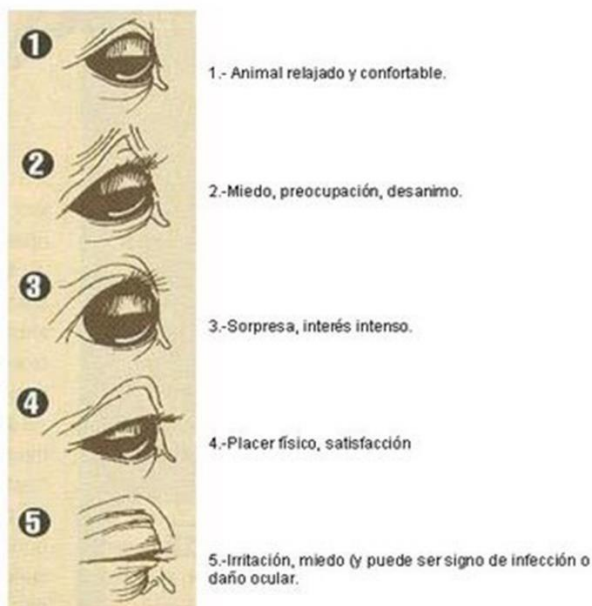 1
1.- Animal relajado y confortable.
2
2.-Miedo, preocupación, desanimo.
3
3.-Sorpresa, interés intenso.
4
4.-Placer físico, satisfacción
5
5.-Irritación, miedo (y puede ser signo de infección o
daño ocular.